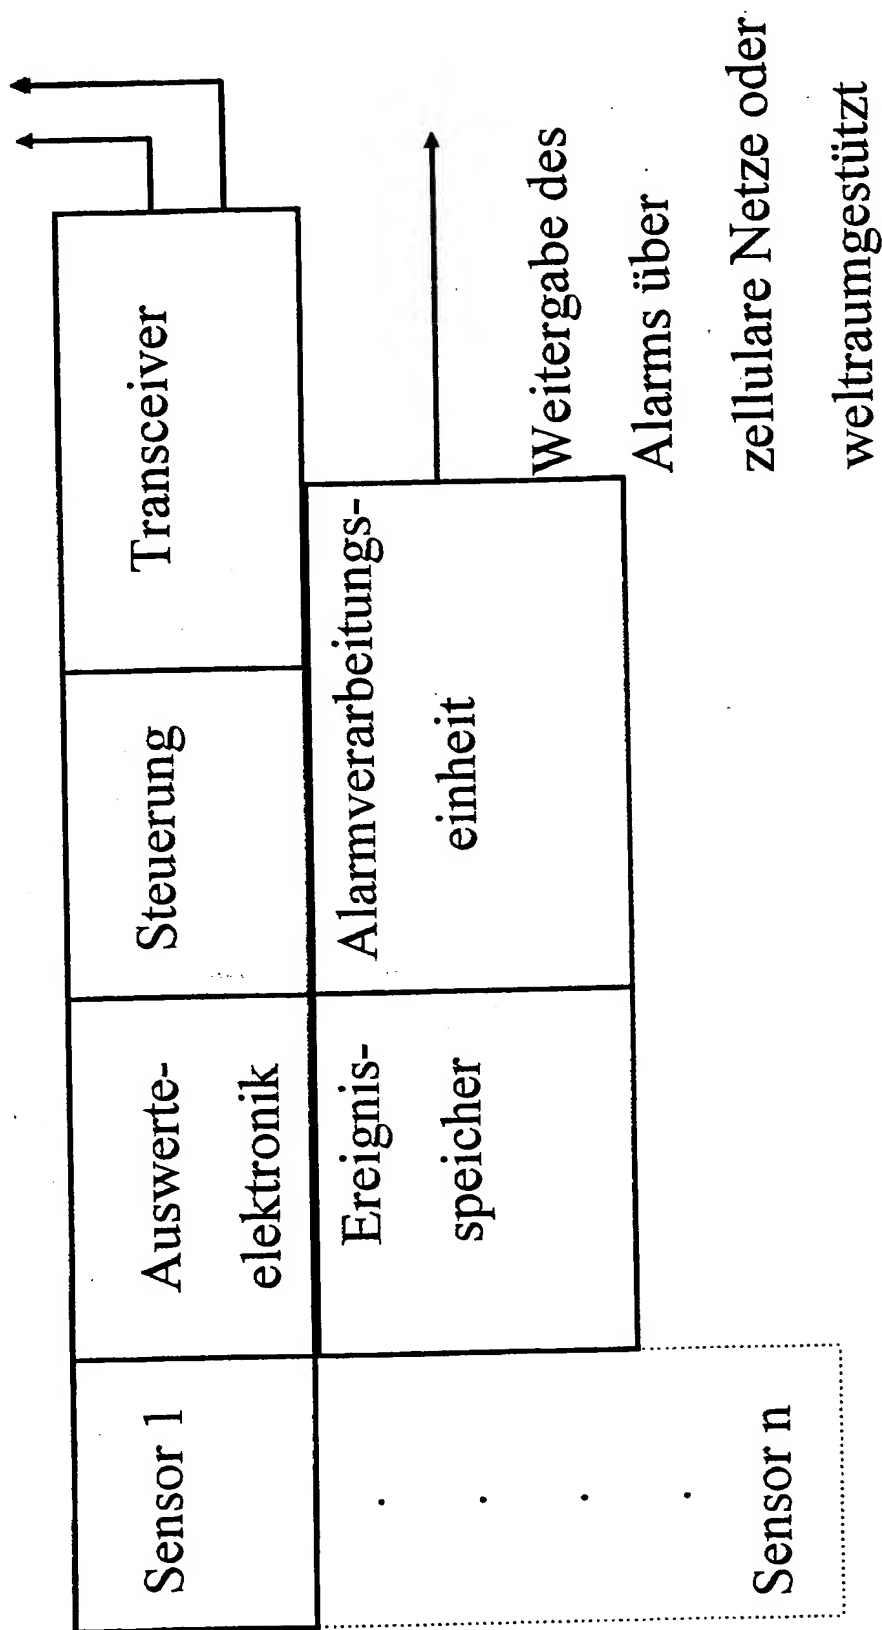 Sensor 1
Auswerte-
elektronik
Steuerung
Transceiver
Ereignis-
speicher
Alarmverarbeitungs-
einheit
Sensor n
Weitergabe des
Alarms über
zellulare Netze oder
weltraumgestützt